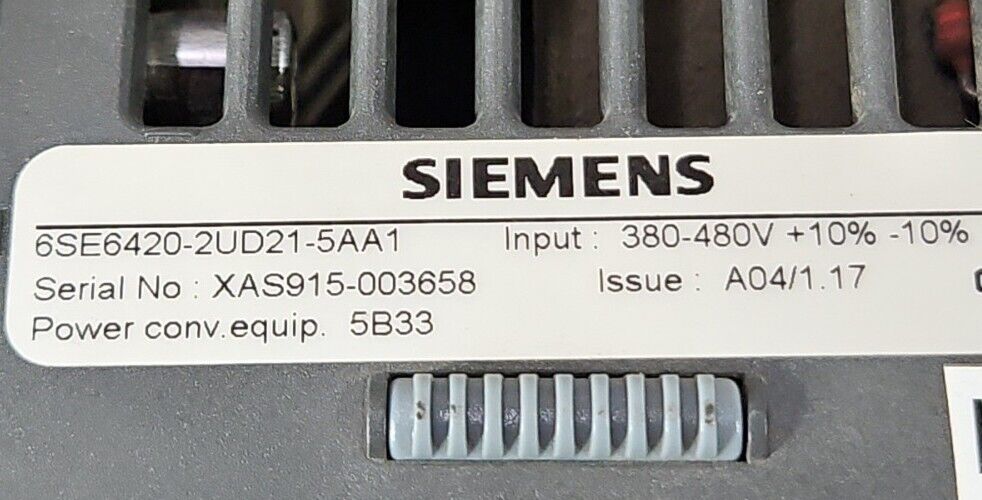 SIEMENS
6SE6420-2UD21-5AA1 Input : 380-480V +10% -10%
Serial No : XAS915-003658 Issue : A04/1.17
Power conv.equip. 5B33